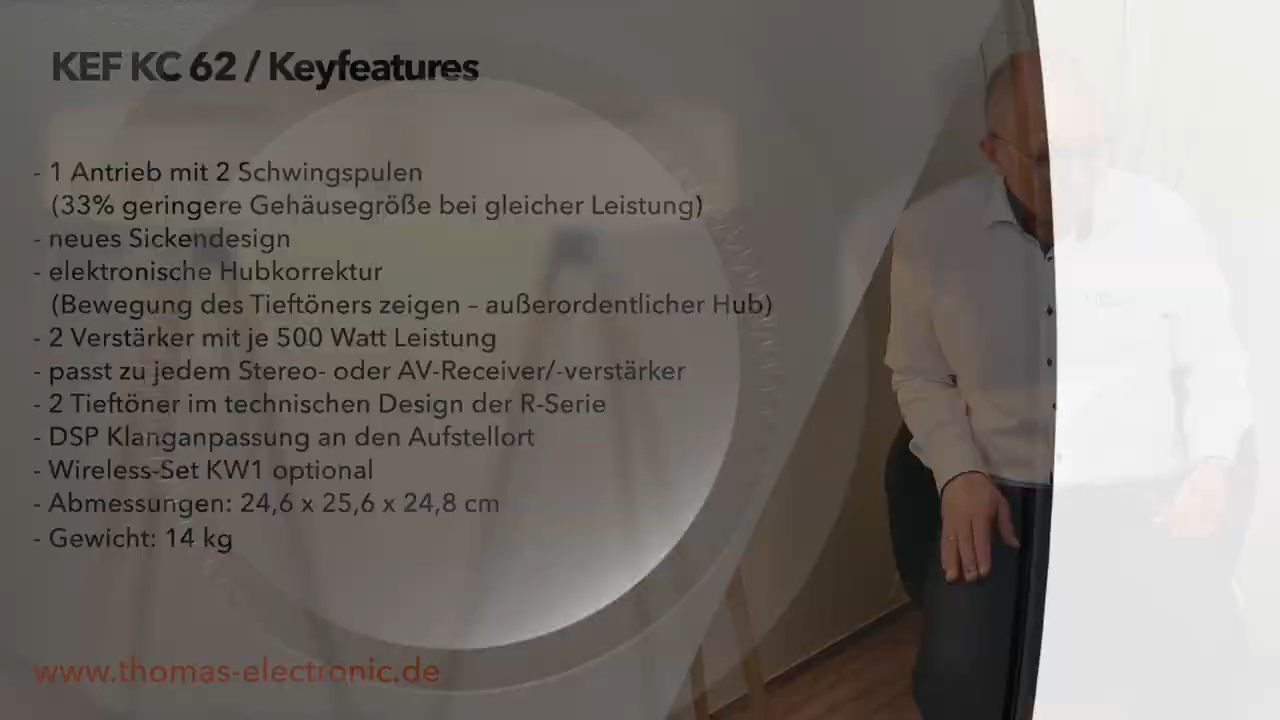 KEF KC 62 / Keyfeatures
- 1 Antrieb mit 2 Schwingspulen
(33% geringere Gehäusegröße bei gleicher Leistung)
- neues Sickendesign
- elektronische Hubkorrektur
(Bewegung des Tieftöners zeigen – außerordentlicher Hub)
- 2 Verstärker mit je 500 Watt Leistung
- passt zu jedem Stereo- oder AV-Receiver/-verstärker
- 2 Tieftöner im technischen Design der R-Serie
- DSP Klanganpassung an den Aufstellort
- Wireless-Set KW1 optional
- Abmessungen: 24,6 x 25,6 x 24,8 cm
- Gewicht: 14 kg
www.thomas-electronic.de